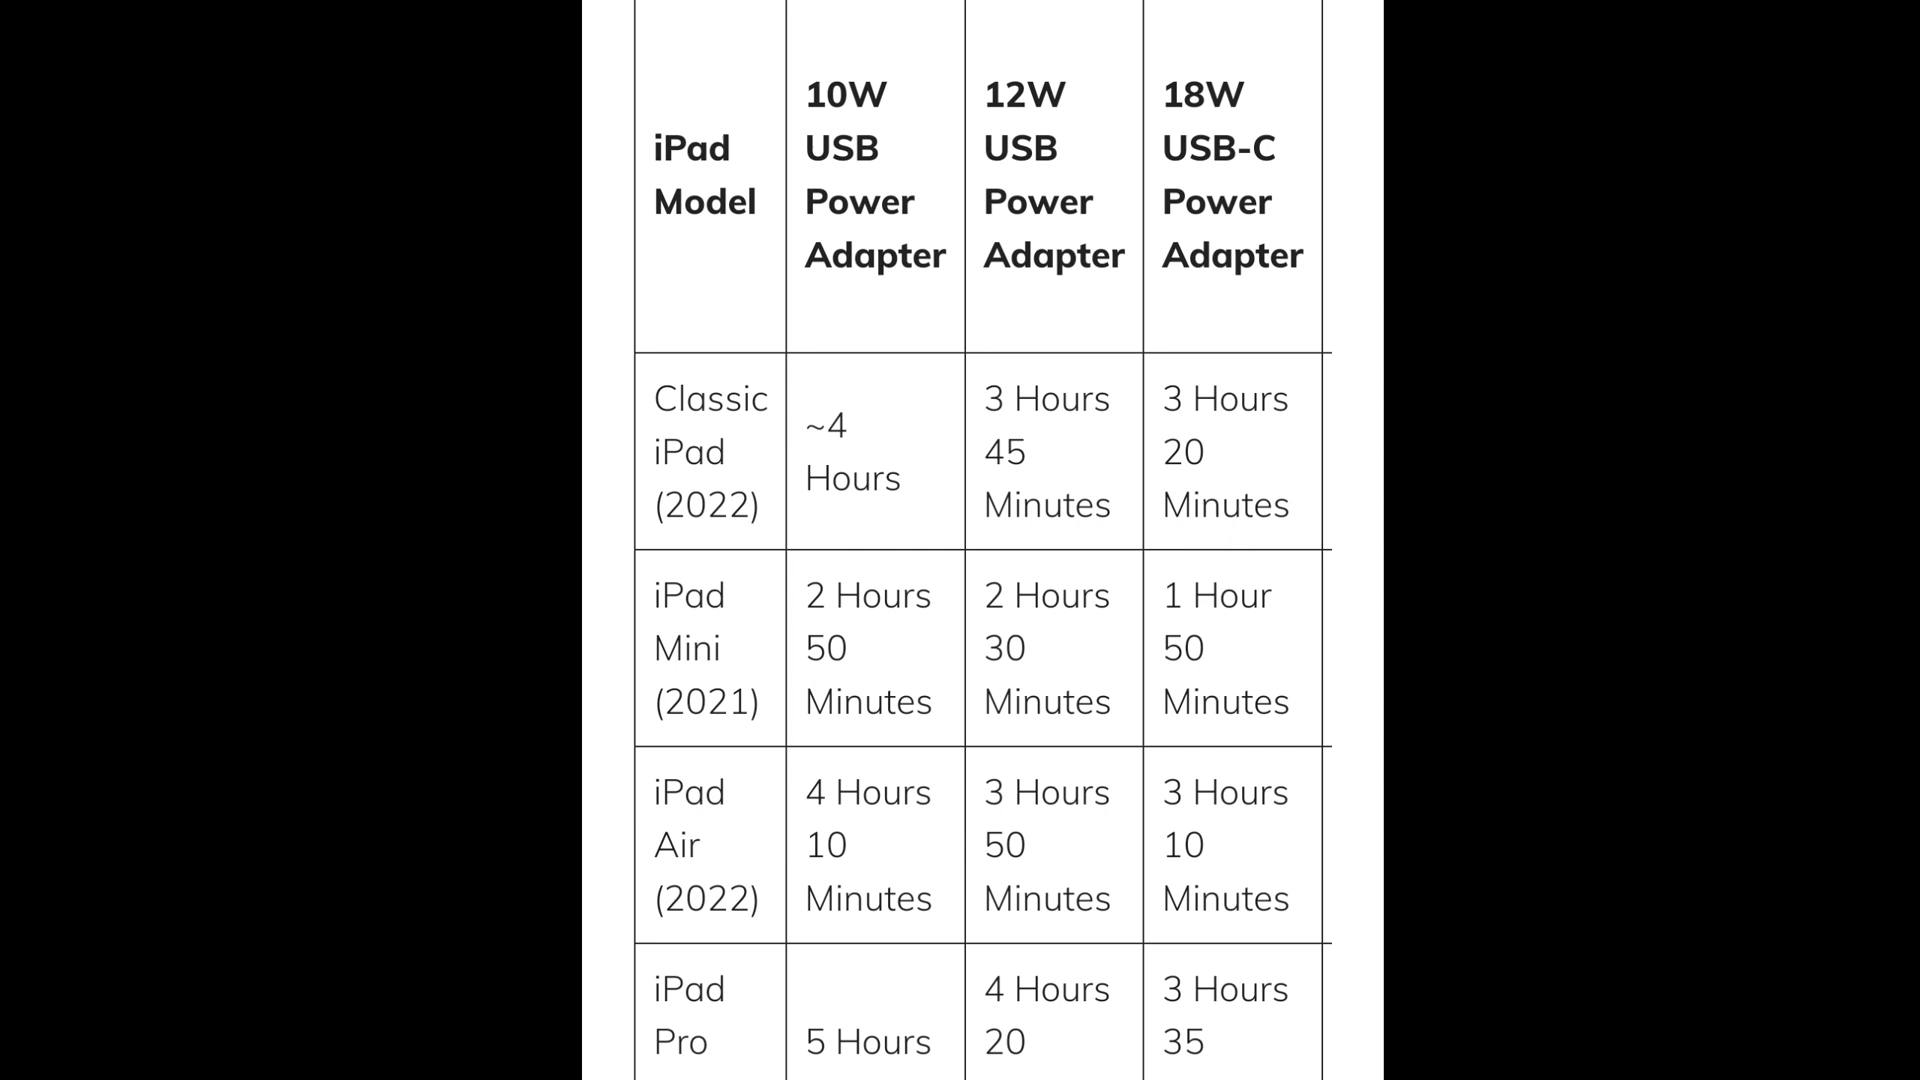 iPad
Model
10W
USB
Power
Adapter
12W
USB
Power
Adapter
18W
USB-C
Power
Adapter
Classic
iPad
(2022)
~4
Hours
3 Hours
45
Minutes
3 Hours
20
Minutes
iPad
Mini
(2021)
2 Hours
50
Minutes
2 Hours
30
Minutes
1 Hour
50
Minutes
iPad
Air
(2022)
4 Hours
10
Minutes
3 Hours
50
Minutes
3 Hours
10
Minutes
iPad
Pro
5 Hours
4 Hours
20
3 Hours
35